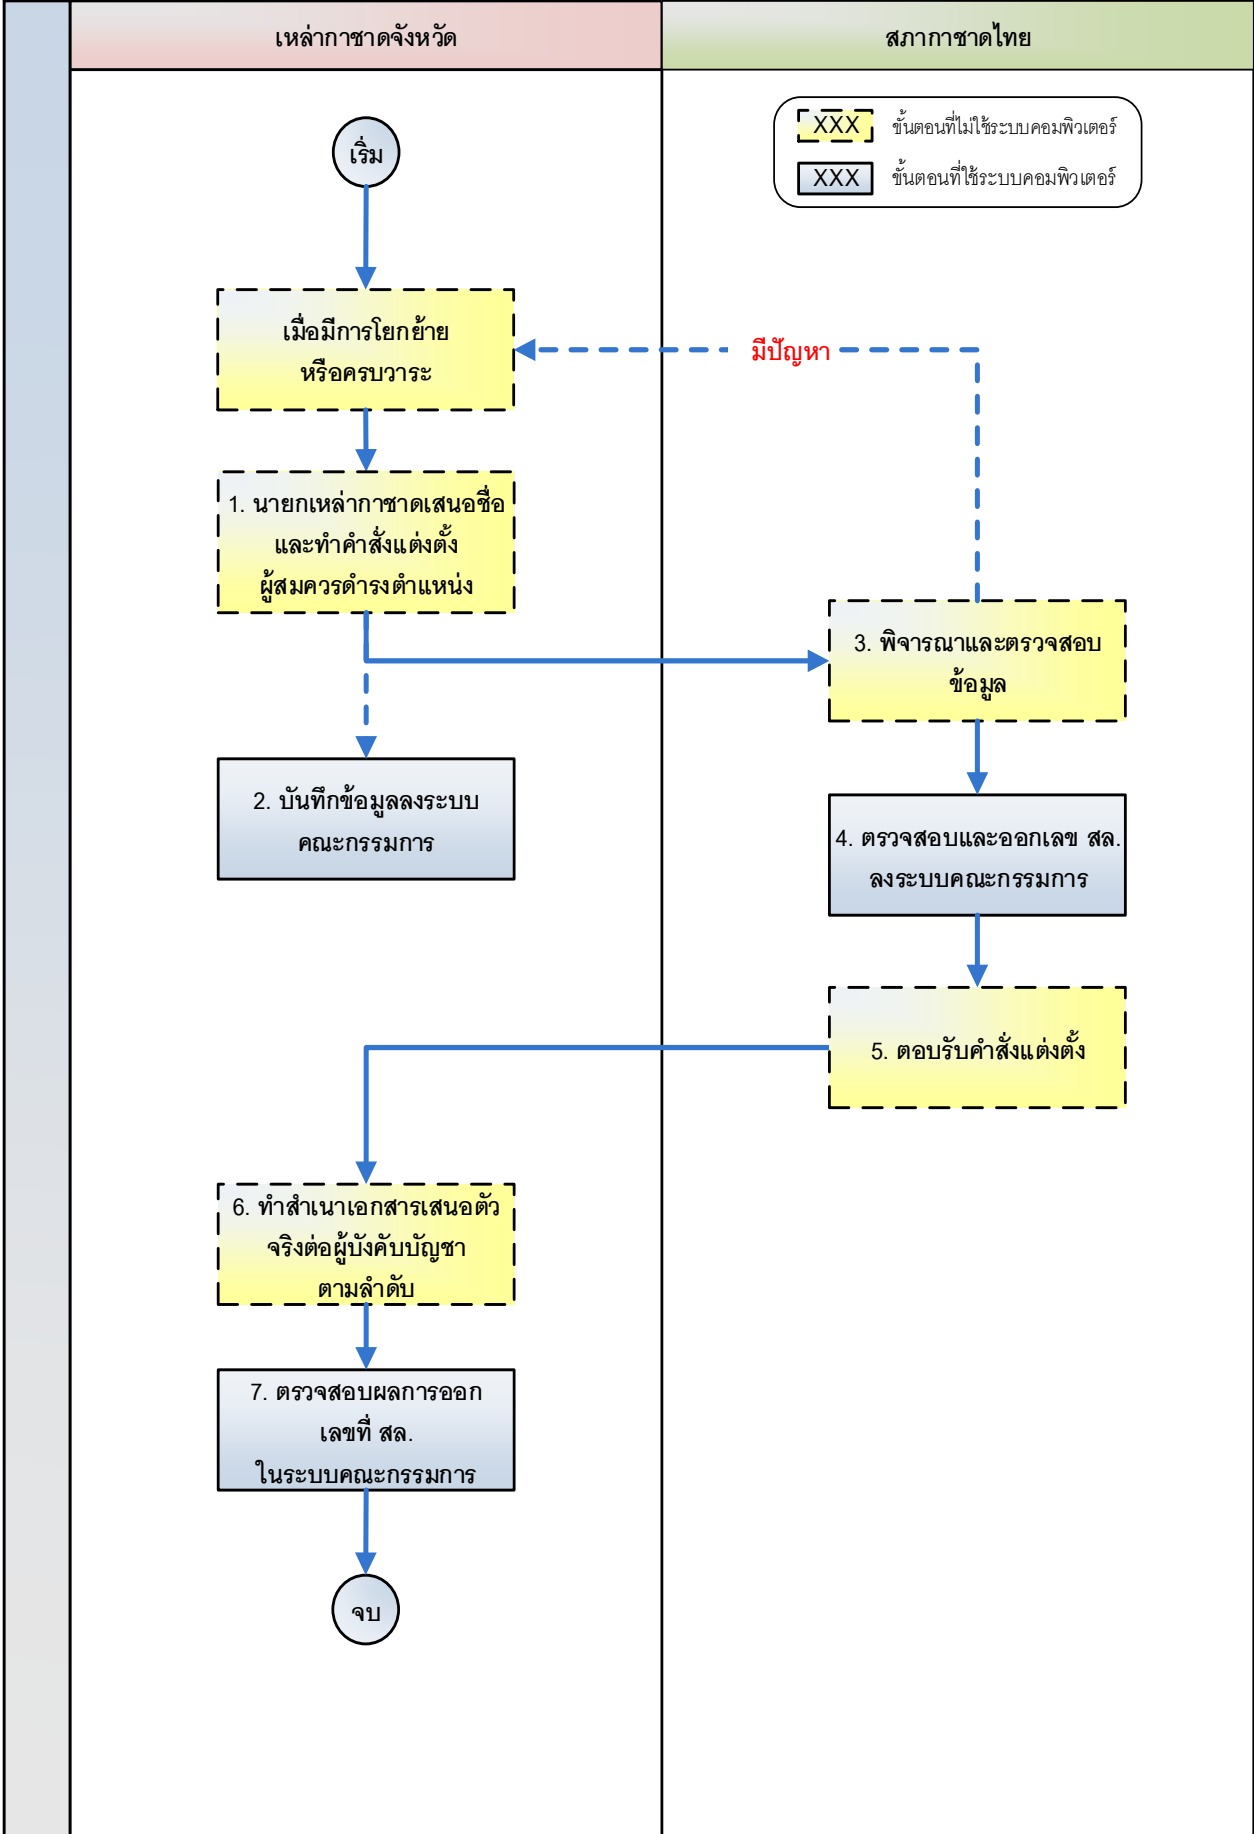 เหล่ากาชาดจังหวัด
สภากาชาดไทย
XXX ขั้นตอนที่ไม่ใช้ระบบคอมพิวเตอร์
XXX ขั้นตอนที่ใช้ระบบคอมพิวเตอร์
เริ่ม
เมื่อมีการโยกย้าย
หรือครบวาระ
มีปัญหา
1. นายกเหล่ากาชาดเสนอชื่อ
และทำคำสั่งแต่งตั้ง
ผู้สมควรดำรงตำแหน่ง
3. พิจารณาและตรวจสอบ
ข้อมูล
2. บันทึกข้อมูลลงระบบ
คณะกรรมการ
4. ตรวจสอบและออกเลข สล.
ลงระบบคณะกรรมการ
5. ตอบรับคำสั่งแต่งตั้ง
6. ทำสำเนาเอกสารเสนอตัว
จริงต่อผู้บังคับบัญชา
ตามลำดับ
7. ตรวจสอบผลการออก
เลขที่ สล.
ในระบบคณะกรรมการ
จบ